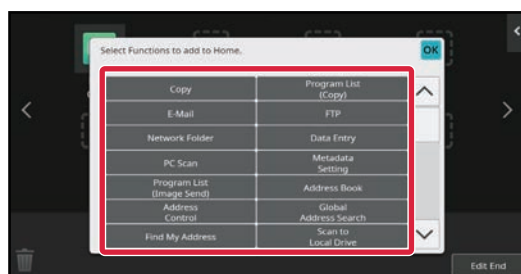 Select Functions to add to Home.
OK
Copy
Program List
(Copy)
E-Mail
FTP
Network Folder
Data Entry
PC Scan
Metadata
Setting
Program List
(Image Send)
Address Book
Address
Control
Global
Address Search
Find My Address
Scan to
Local Drive
Edit End